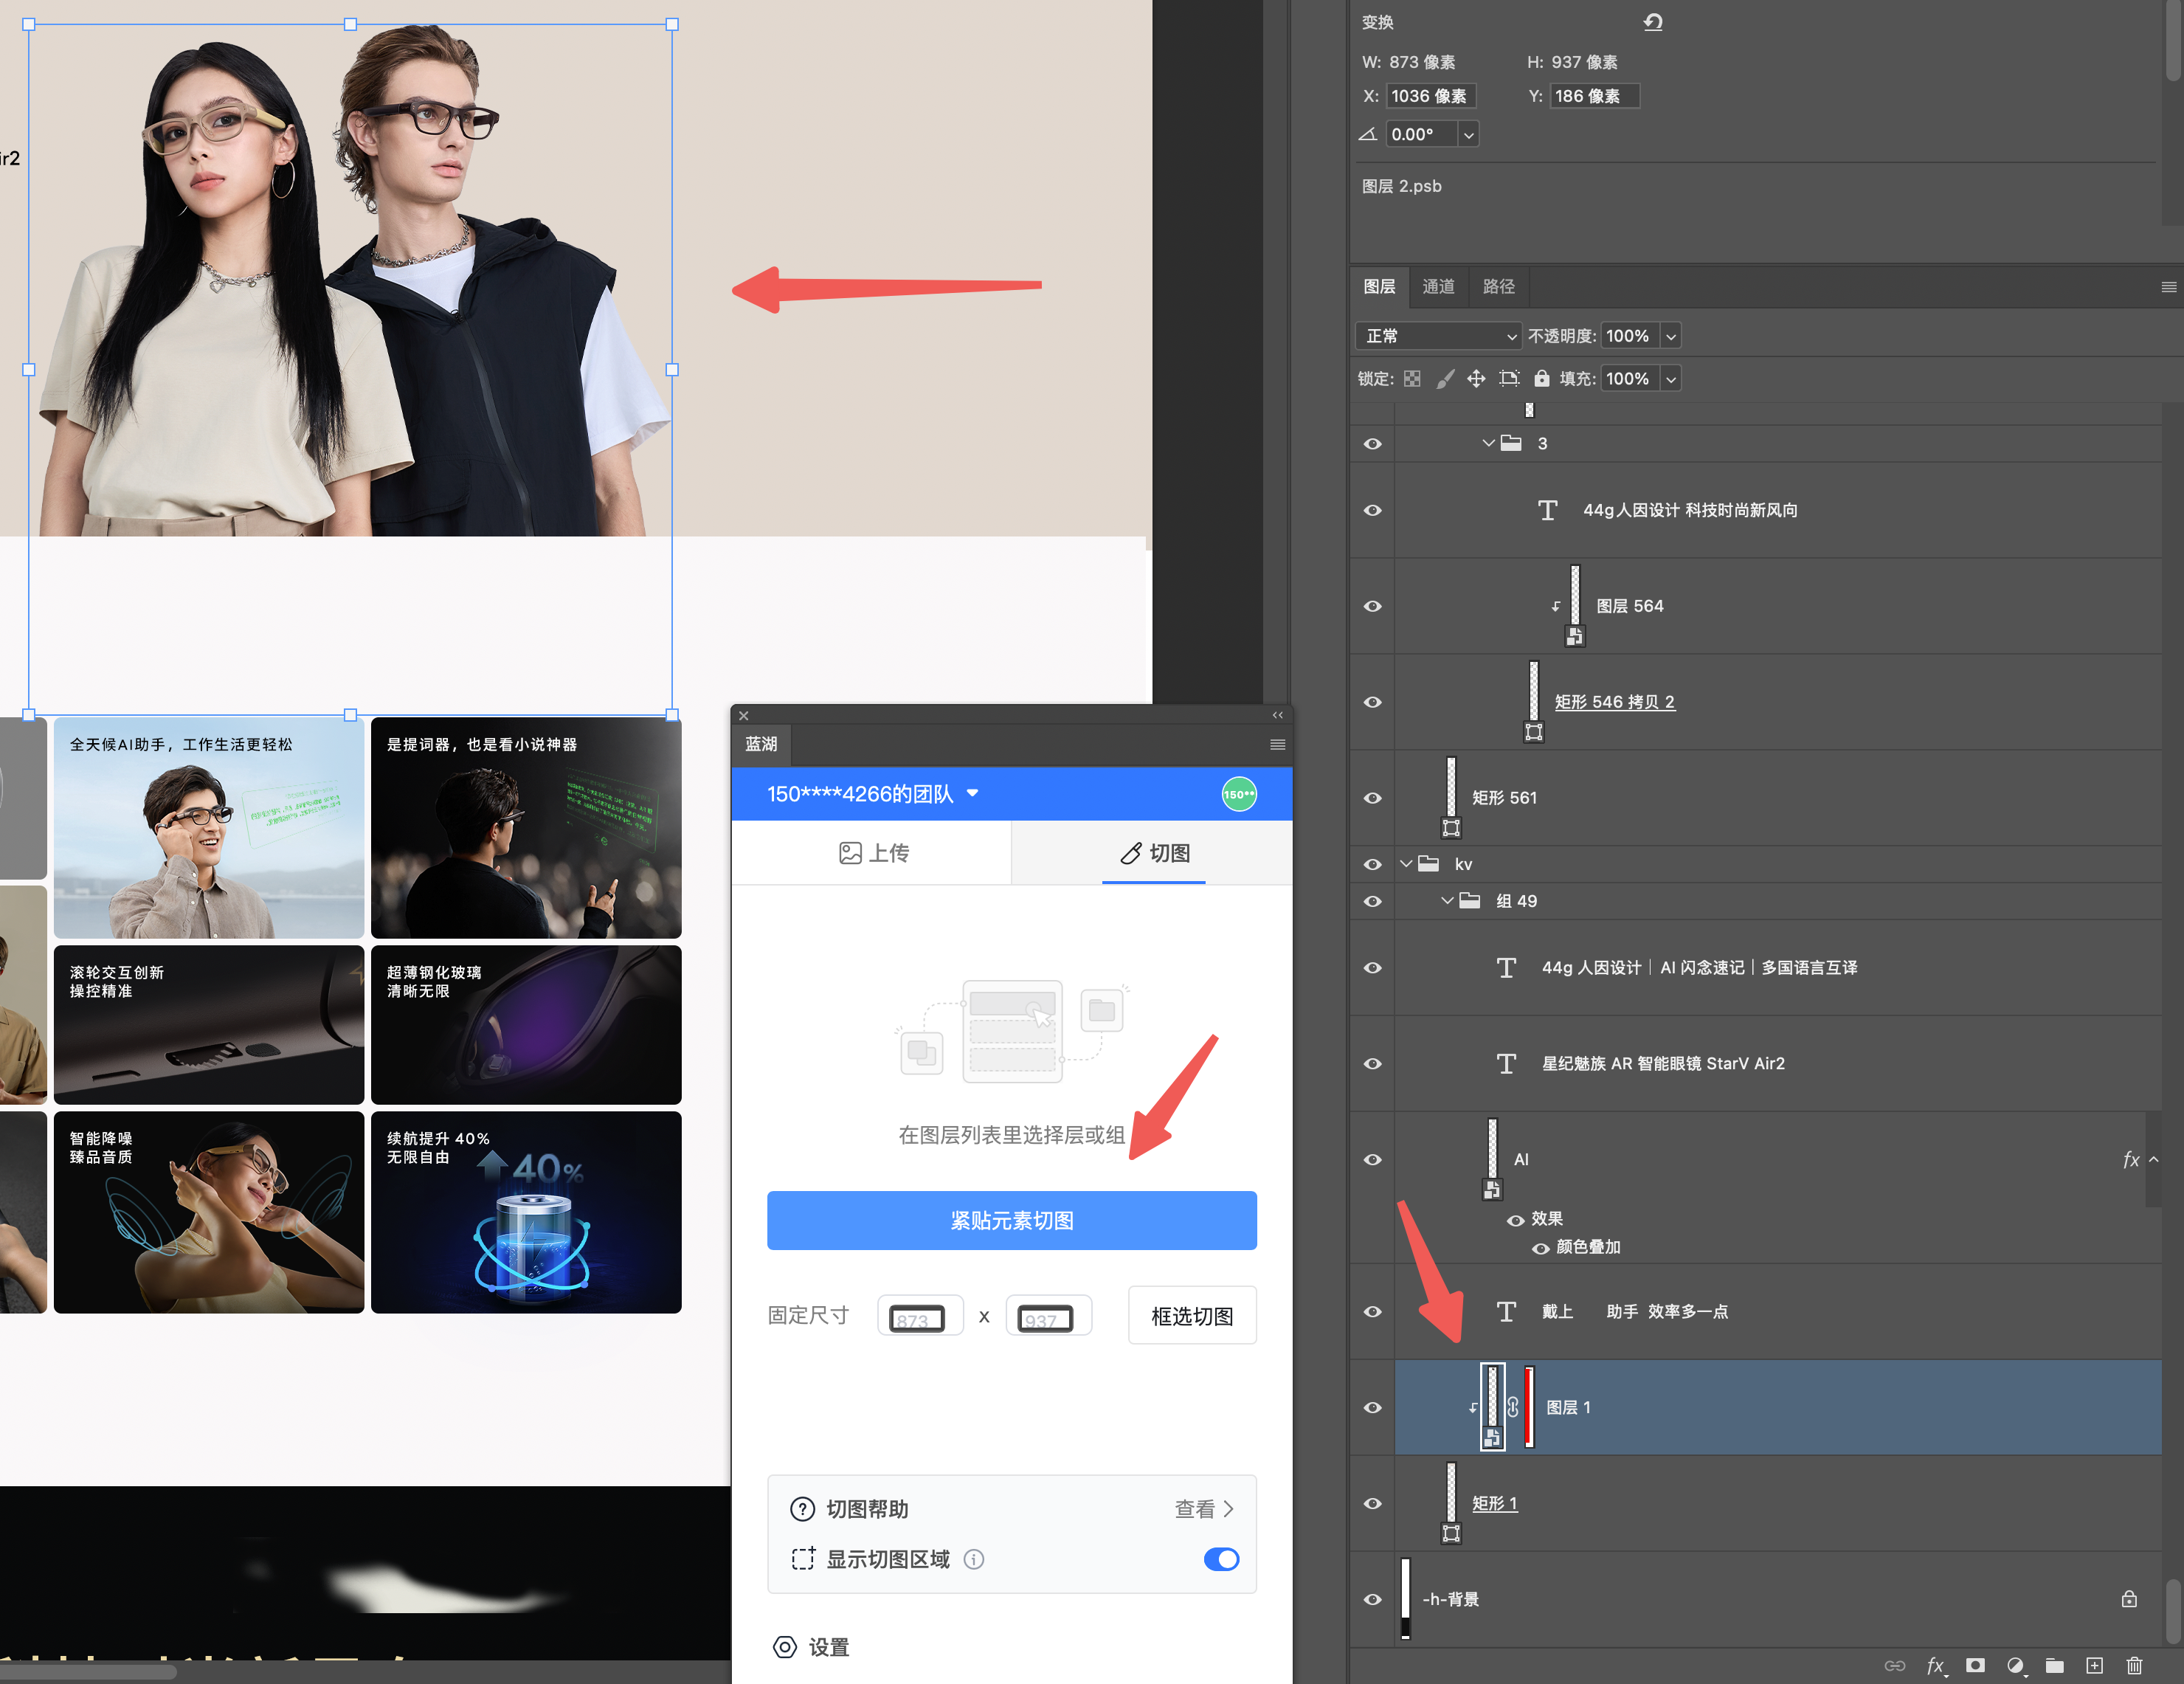 变换
W: 873 像素
H: 937 像素
X: 1036 像素
Y: 186 像素
0.00°
图层 2.psb
ir2
图层
通道
路径
正常
不透明度: 100%
锁定:
填充: 100%
3
44g人因设计 科技时尚新风向
图层 564
矩形 546 拷贝 2
矩形 561
kv
组 49
44g 人因设计｜AI 闪念速记｜多国语言互译
星纪魅族 AR 智能眼镜 StarV Air2
AI
fx
效果
颜色叠加
戴上 助手 效率多一点
图层 1
矩形 1
-h-背景
fx
全天候AI助手，工作生活更轻松
是提词器，也是看小说神器
滚轮交互创新
操控精准
超薄钢化玻璃
清晰无限
智能降噪
臻品音质
续航提升 40%
无限自由
40%
蓝湖
150****4266的团队
150**
上传
切图
在图层列表里选择层或组
紧贴元素切图
固定尺寸
873
x
937
框选切图
切图帮助
查看
显示切图区域
设置